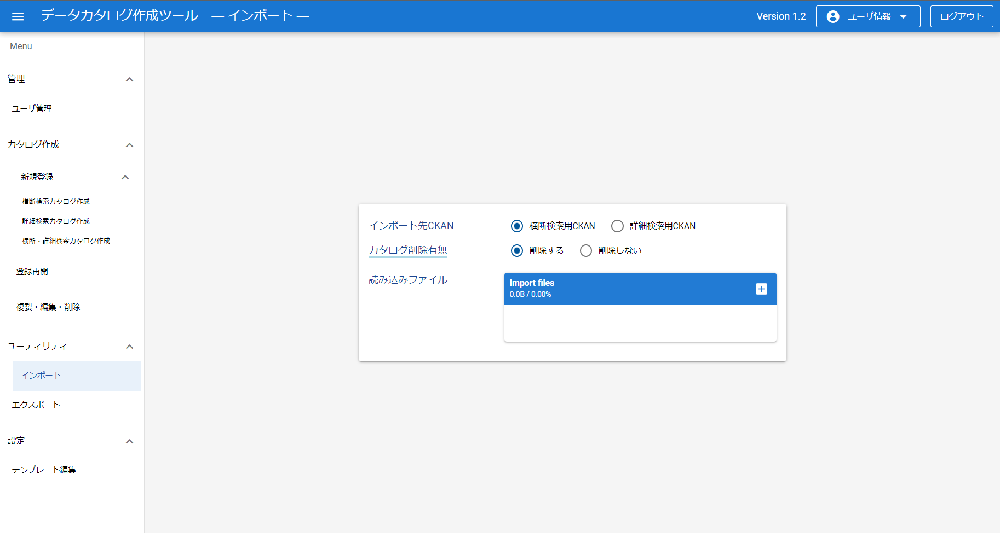 データカタログ作成ツール ― インポート ―
Version 1.2
ユーザ情報
ログアウト
Menu
管理
ユーザ管理
カタログ作成
新規登録
横断検索カタログ作成
詳細検索カタログ作成
横断・詳細検索カタログ作成
登録再開
複製・編集・削除
ユーティリティ
インポート
エクスポート
設定
テンプレート編集
インポート先CKAN
横断検索用CKAN
詳細検索用CKAN
カタログ削除有無
削除する
削除しない
読み込みファイル
Import files
0.0B / 0.00%